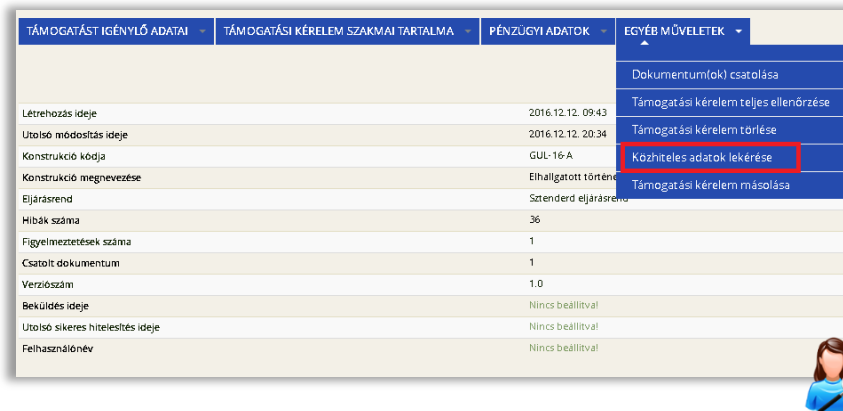 TÁMOGATÁST IGÉNYLŐ ADATAI TÁMOGATÁSI KÉRELEM SZAKMAI TARTALMA PÉNZÜGYI ADATOK EGYÉB MŰVELETEK
Dokumentum(ok) csatolása
Támogatási kérelem teljes ellenőrzése
Támogatási kérelem törlése
Közhiteles adatok lekérése
Támogatási kérelem másolása
Létrehozás ideje 2016.12.12. 09:43
Utolsó módosítás ideje 2016.12.12. 20:34
Konstrukció kódja GUL-16-A
Konstrukció megnevezése Elhallgatott történe
Eljárásrend Sztenderd eljárásrend
Hibák száma 36
Figyelmeztetések száma 1
Csatolt dokumentum 1
Verziószám 1.0
Beküldés ideje Nincs beállítva!
Utolsó sikeres hitelesítés ideje Nincs beállítva!
Felhasználónév Nincs beállítva!